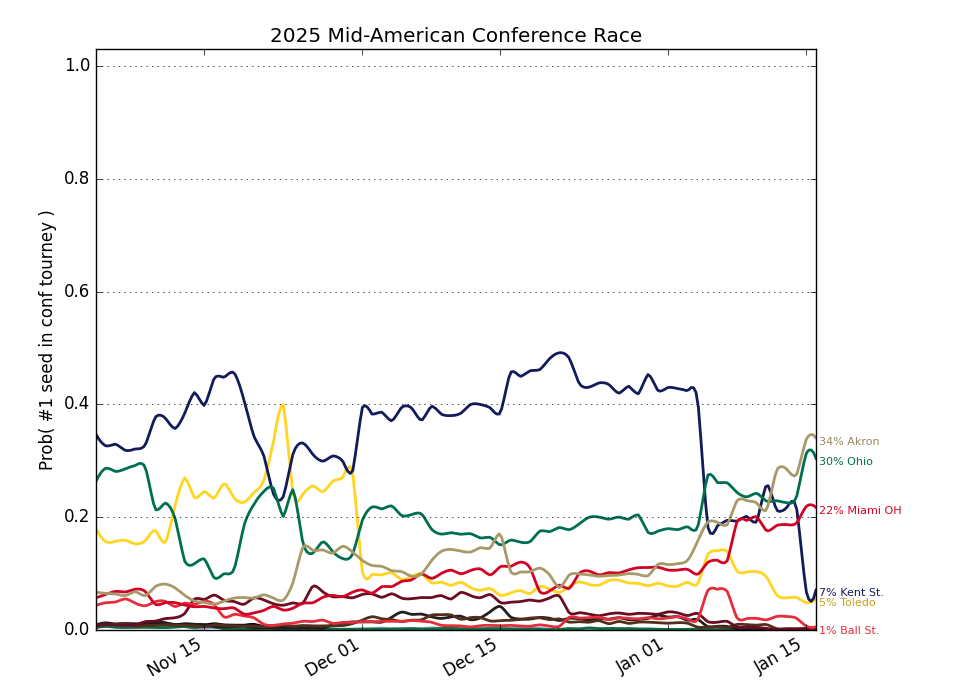 2025 Mid-American Conference Race
Prob( #1 seed in conf tourney )
1.0
0.8
0.6
0.4
0.2
0.0
34% Akron
30% Ohio
22% Miami OH
7% Kent St.
5% Toledo
1% Ball St.
Nov 15
Dec 01
Dec 15
Jan 01
Jan 15